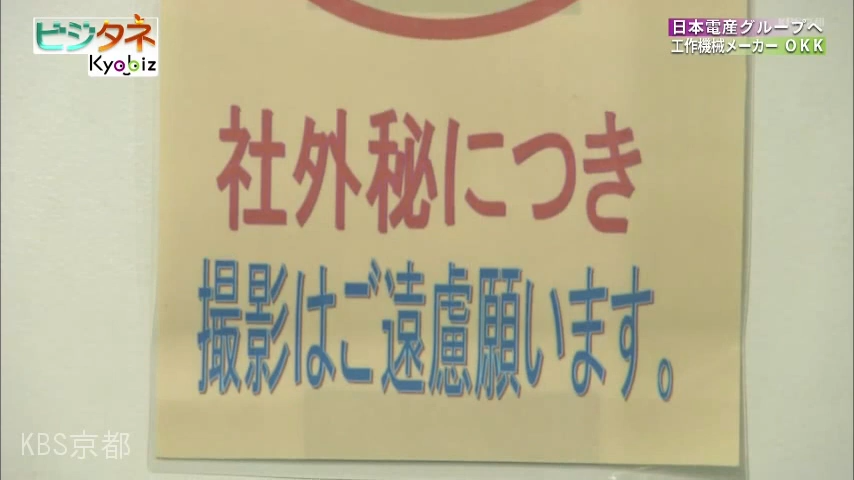 ビジタネ
Kyobiz
日本電産グループへ
工作機械メーカー OKK
社外秘につき
撮影はご遠慮願います。
KBS京都